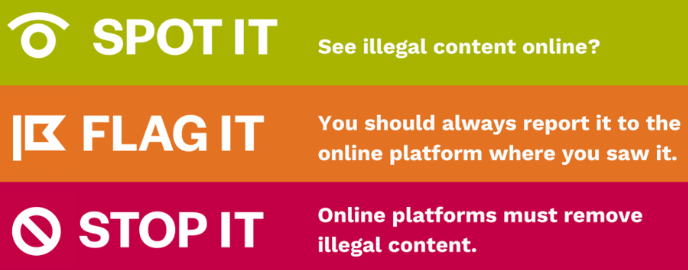 SPOT IT
See illegal content online?
FLAG IT
You should always report it to the
online platform where you saw it.
STOP IT
Online platforms must remove
illegal content.